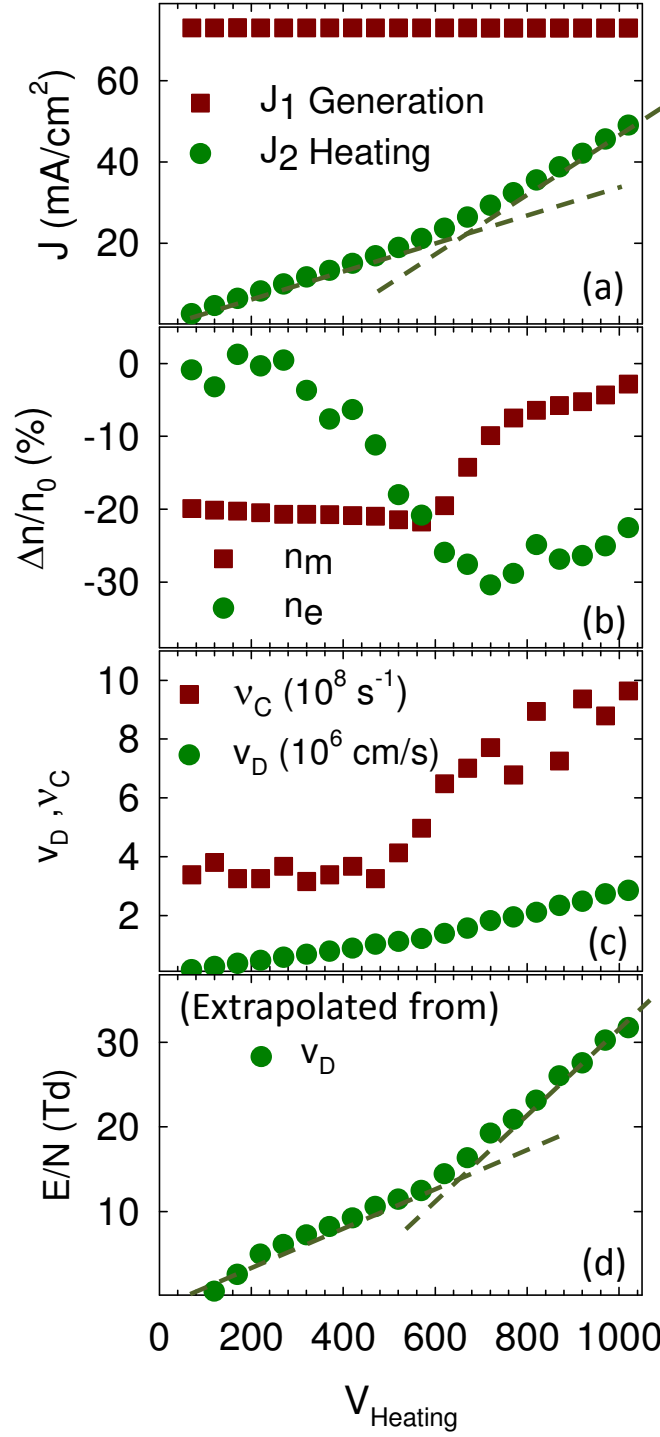 60
J₁ Generation
J₂ Heating
40
20
J (mA/cm²)
(a)
0
-10
-20
-30
Δn/n₀ (%)
n_m
n_e
(b)
10
8
6
4
2
ν_C (10⁸ s⁻¹)
v_D (10⁶ cm/s)
v_D ,ν_C
(c)
(Extrapolated from)
v_D
30
20
10
E/N (Td)
(d)
0 200 400 600 800 1000
V_Heating